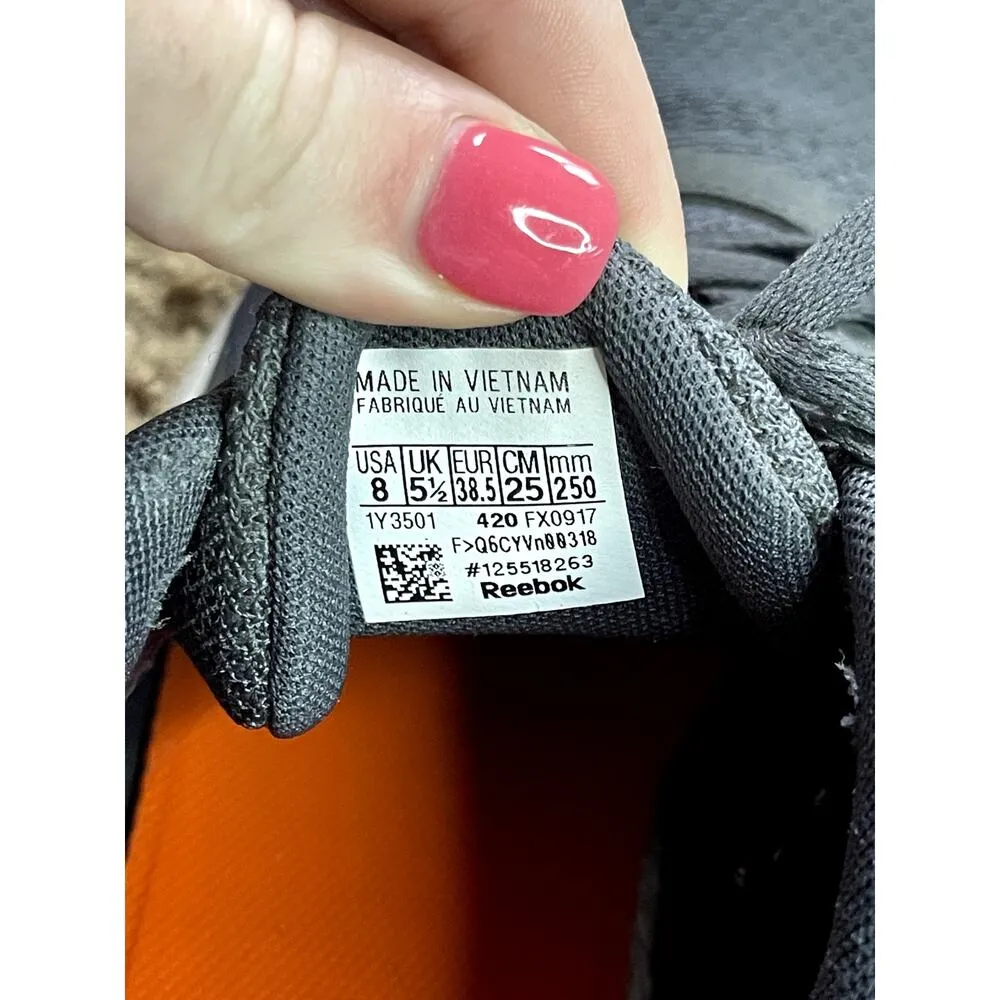 MADE IN VIETNAM
FABRIQUÉ AU VIETNAM
USA UK EUR CM mm
8 5½ 38.5 25 250
1Y3501 420 FX0917
F>Q6CYVn00318
#125518263
Reebok